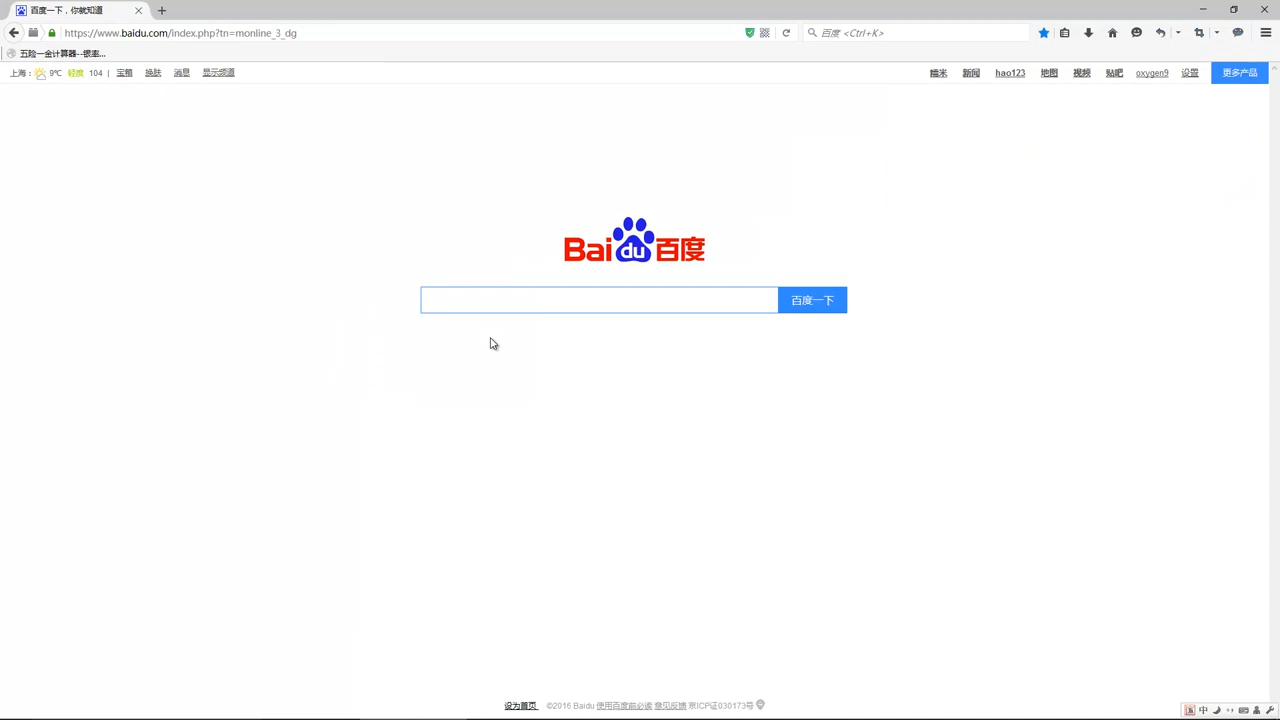 百度一下，你就知道
https://www.baidu.com/index.php?tn=monline_3_dg
百度 <Ctrl+K>
五险一金计算器--银率...
上海： 9℃ 轻度 104 | 宝箱 换肤 消息 显示频道
糯米 新闻 hao123 地图 视频 贴吧 oxygen9 设置 更多产品
Bai du 百度
百度一下
设为首页 ©2016 Baidu 使用百度前必读 意见反馈 京ICP证030173号
中